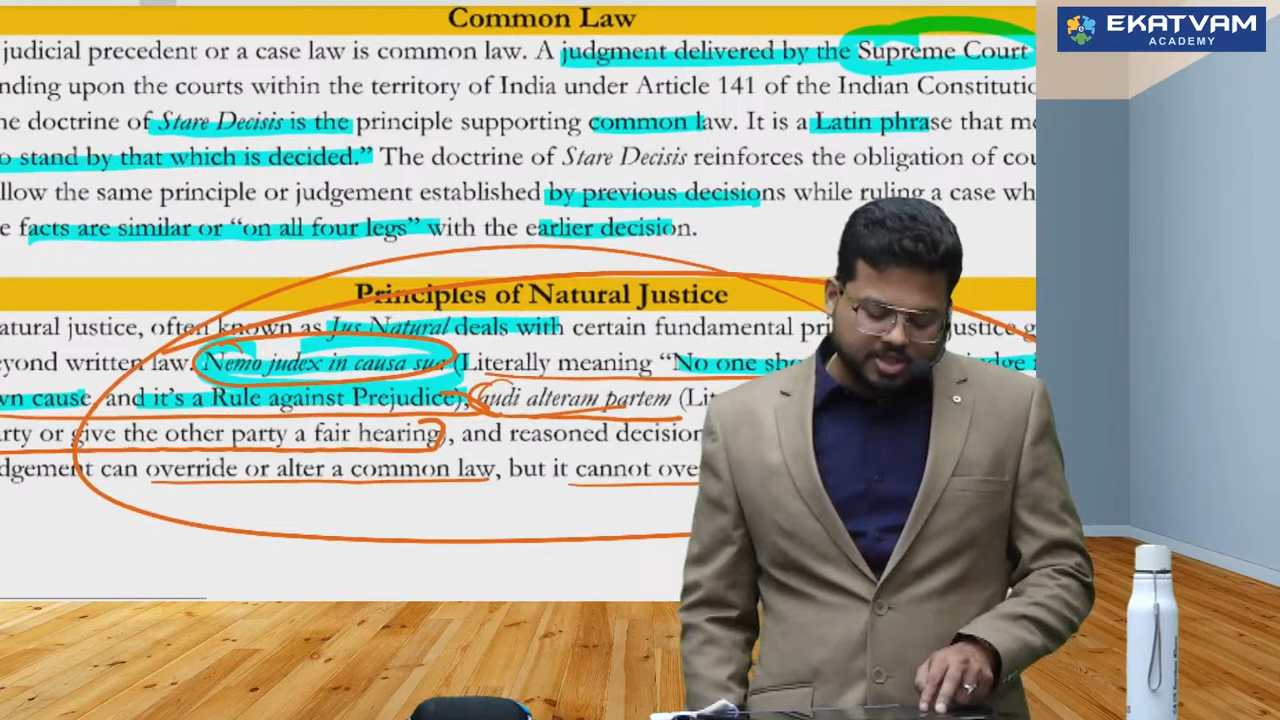 Common Law
judicial precedent or a case law is common law. A judgment delivered by the Supreme Court
nding upon the courts within the territory of India under Article 141 of the Indian Constitutio
he doctrine of Stare Decisis is the principle supporting common law. It is a Latin phrase that me
o stand by that which is decided.” The doctrine of Stare Decisis reinforces the obligation of cou
llow the same principle or judgement established by previous decisions while ruling a case wh
e facts are similar or “on all four legs” with the earlier decision.
Principles of Natural Justice
atural justice, often known as Jus Natural deals with certain fundamental pri ustice g
eyond written law. Nemo judex in causa sua (Literally meaning “No one sho dge i
wn cause, and it’s a Rule against Prejudice), audi alteram partem (Lit
arty or give the other party a fair hearing), and reasoned decision
dgement can override or alter a common law, but it cannot ove
EKATVAM
ACADEMY